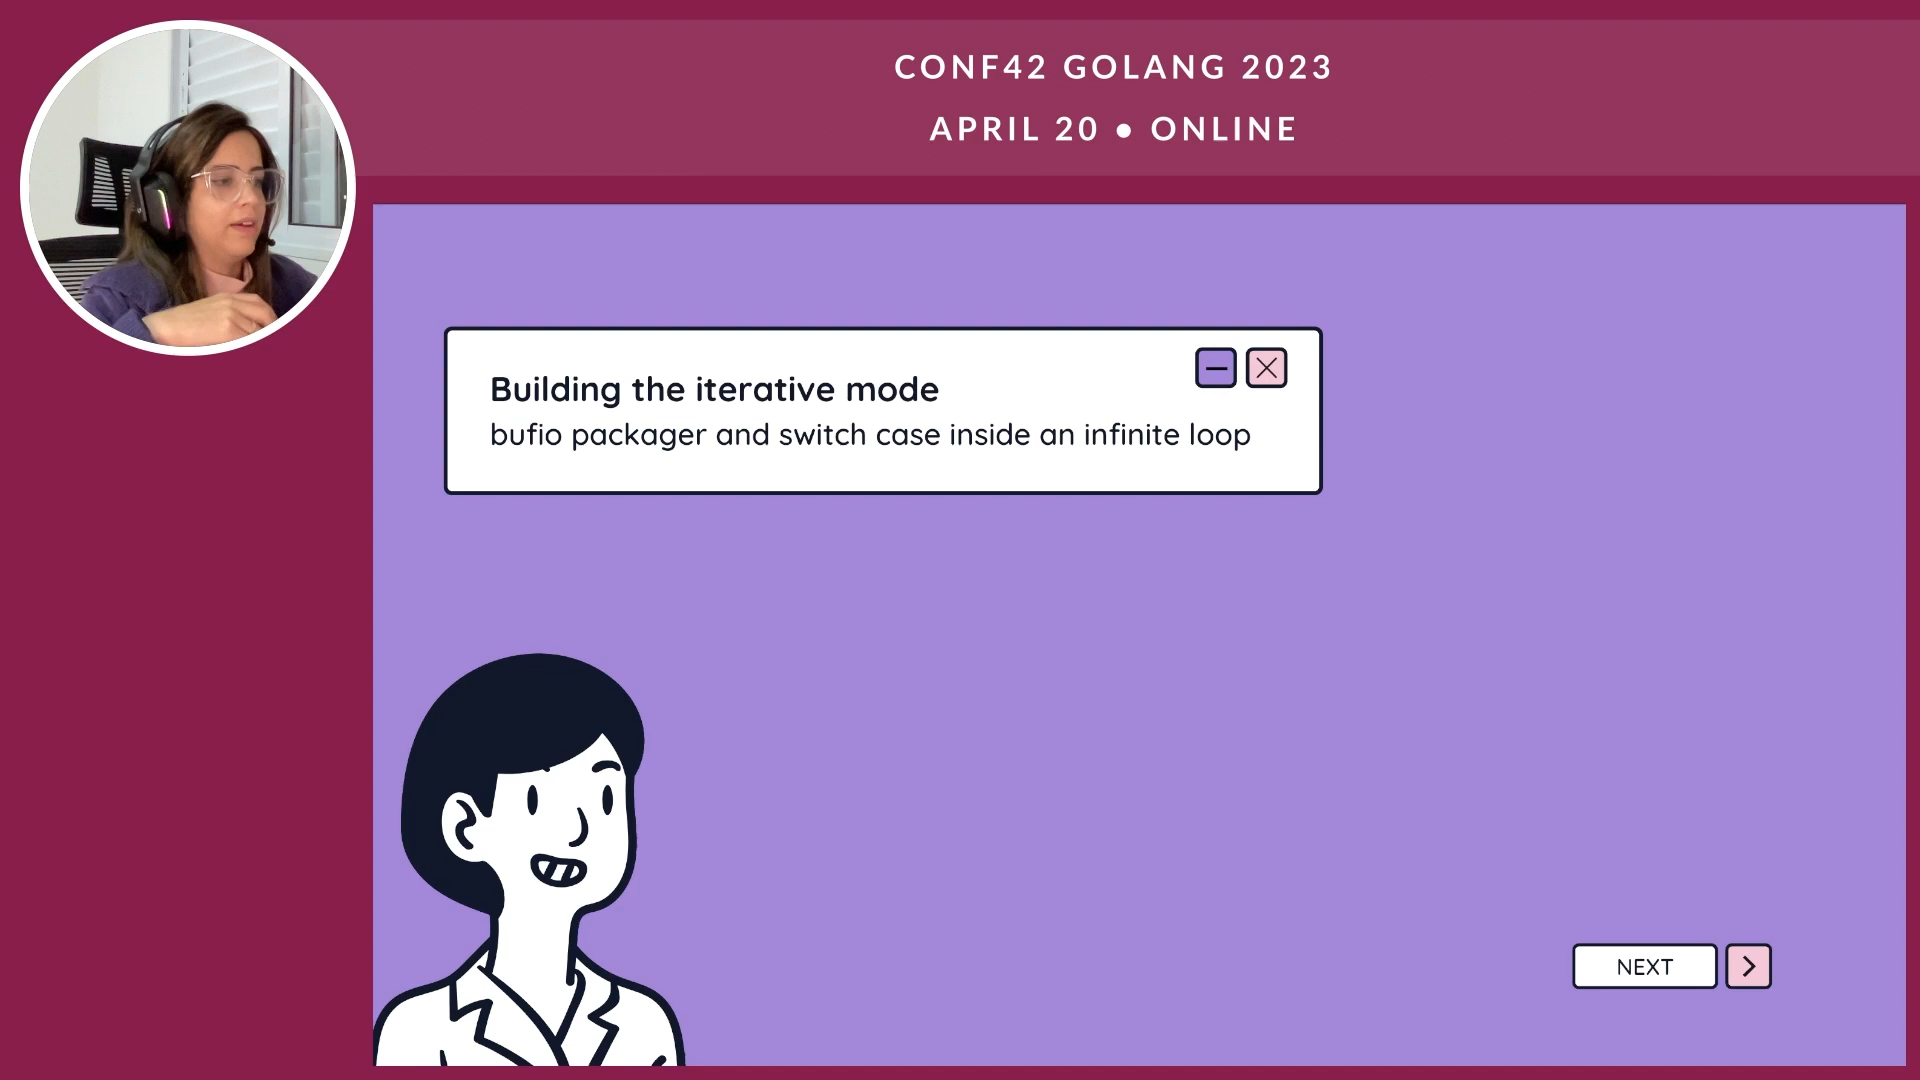 CONF42 GOLANG 2023
APRIL 20 ● ONLINE
Building the iterative mode
bufio packager and switch case inside an infinite loop
NEXT